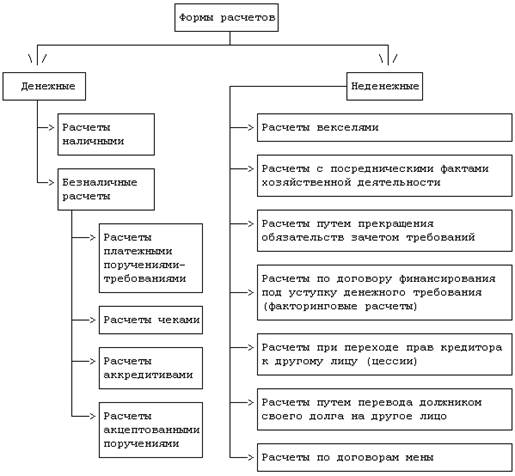 Формы расчетов
Денежные
Расчеты
наличными
Безналичные
расчеты
Расчеты
платежными
поручениями-
требованиями
Расчеты чеками
Расчеты
аккредитивами
Расчеты
акцептованными
поручениями
Неденежные
Расчеты векселями
Расчеты с посредническими фактами
хозяйственной деятельности
Расчеты путем прекращения
обязательств зачетом требований
Расчеты по договору финансирования
под уступку денежного требования
(факторинговые расчеты)
Расчеты при переходе прав кредитора
к другому лицу (цессии)
Расчеты путем перевода должником
своего долга на другое лицо
Расчеты по договорам мены